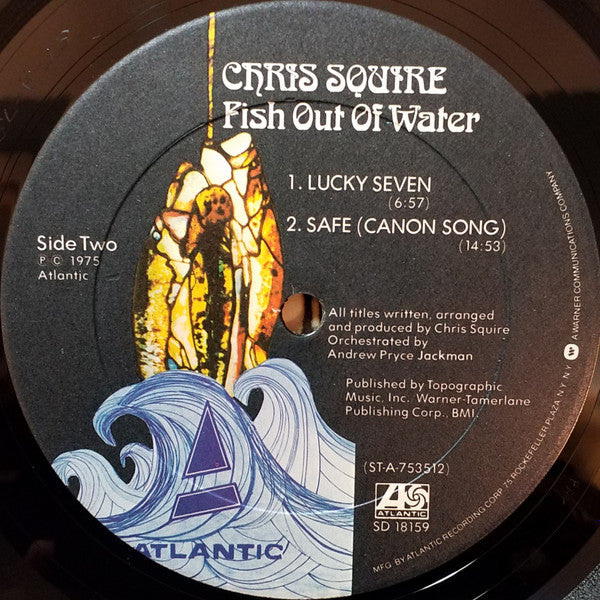 CHRIS SQUIRE
Fish Out Of Water
1. LUCKY SEVEN
(6:57)
2. SAFE (CANON SONG)
(14:53)
Side Two
℗ © 1975
Atlantic
All titles written, arranged
and produced by Chris Squire
Orchestrated by
Andrew Pryce Jackman
Published by Topographic
Music, Inc. Warner-Tamerlane
Publishing Corp., BMI
(ST-A-753512)
ATLANTIC
SD 18159
ATLANTIC
MFG BY ATLANTIC RECORDING CORP. 75 ROCKEFELLER PLAZA, N.Y. N.Y. W A WARNER COMMUNICATIONS COMPANY